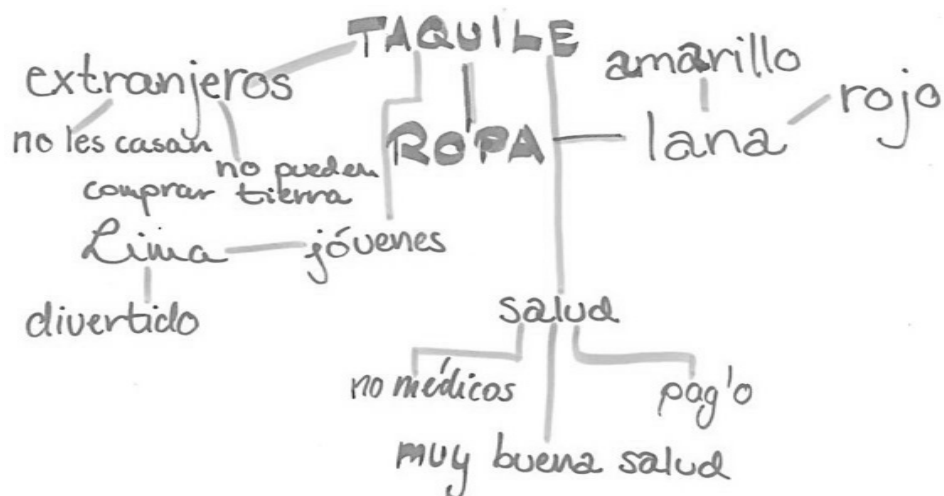 TAQUILE
extranjeros
no les casan
no pueden
comprar tierra
ROPA
amarillo
lana
rojo
Lima
jóvenes
divertido
salud
no médicos
pag'o
muy buena salud